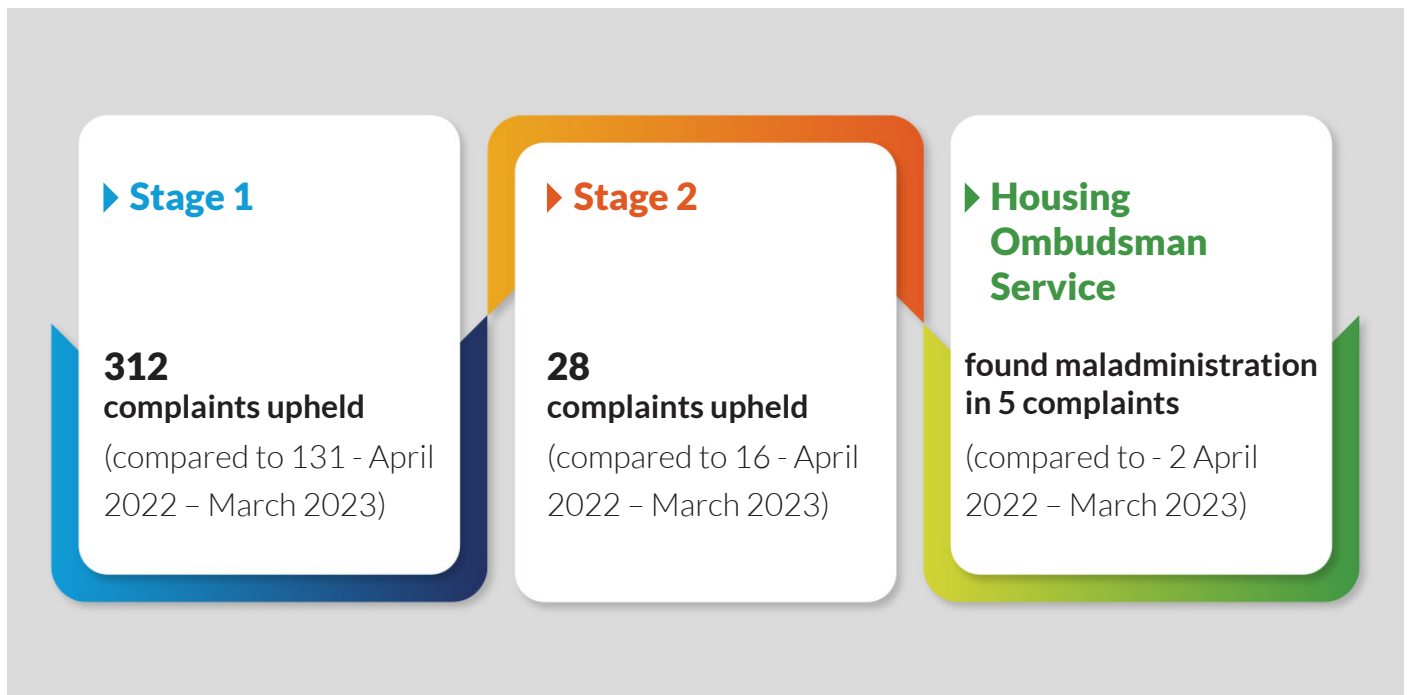 Stage 1
312
complaints upheld
(compared to 131 - April
2022 – March 2023)
Stage 2
28
complaints upheld
(compared to 16 - April
2022 – March 2023)
Housing
Ombudsman
Service
found maladministration
in 5 complaints
(compared to - 2 April
2022 – March 2023)